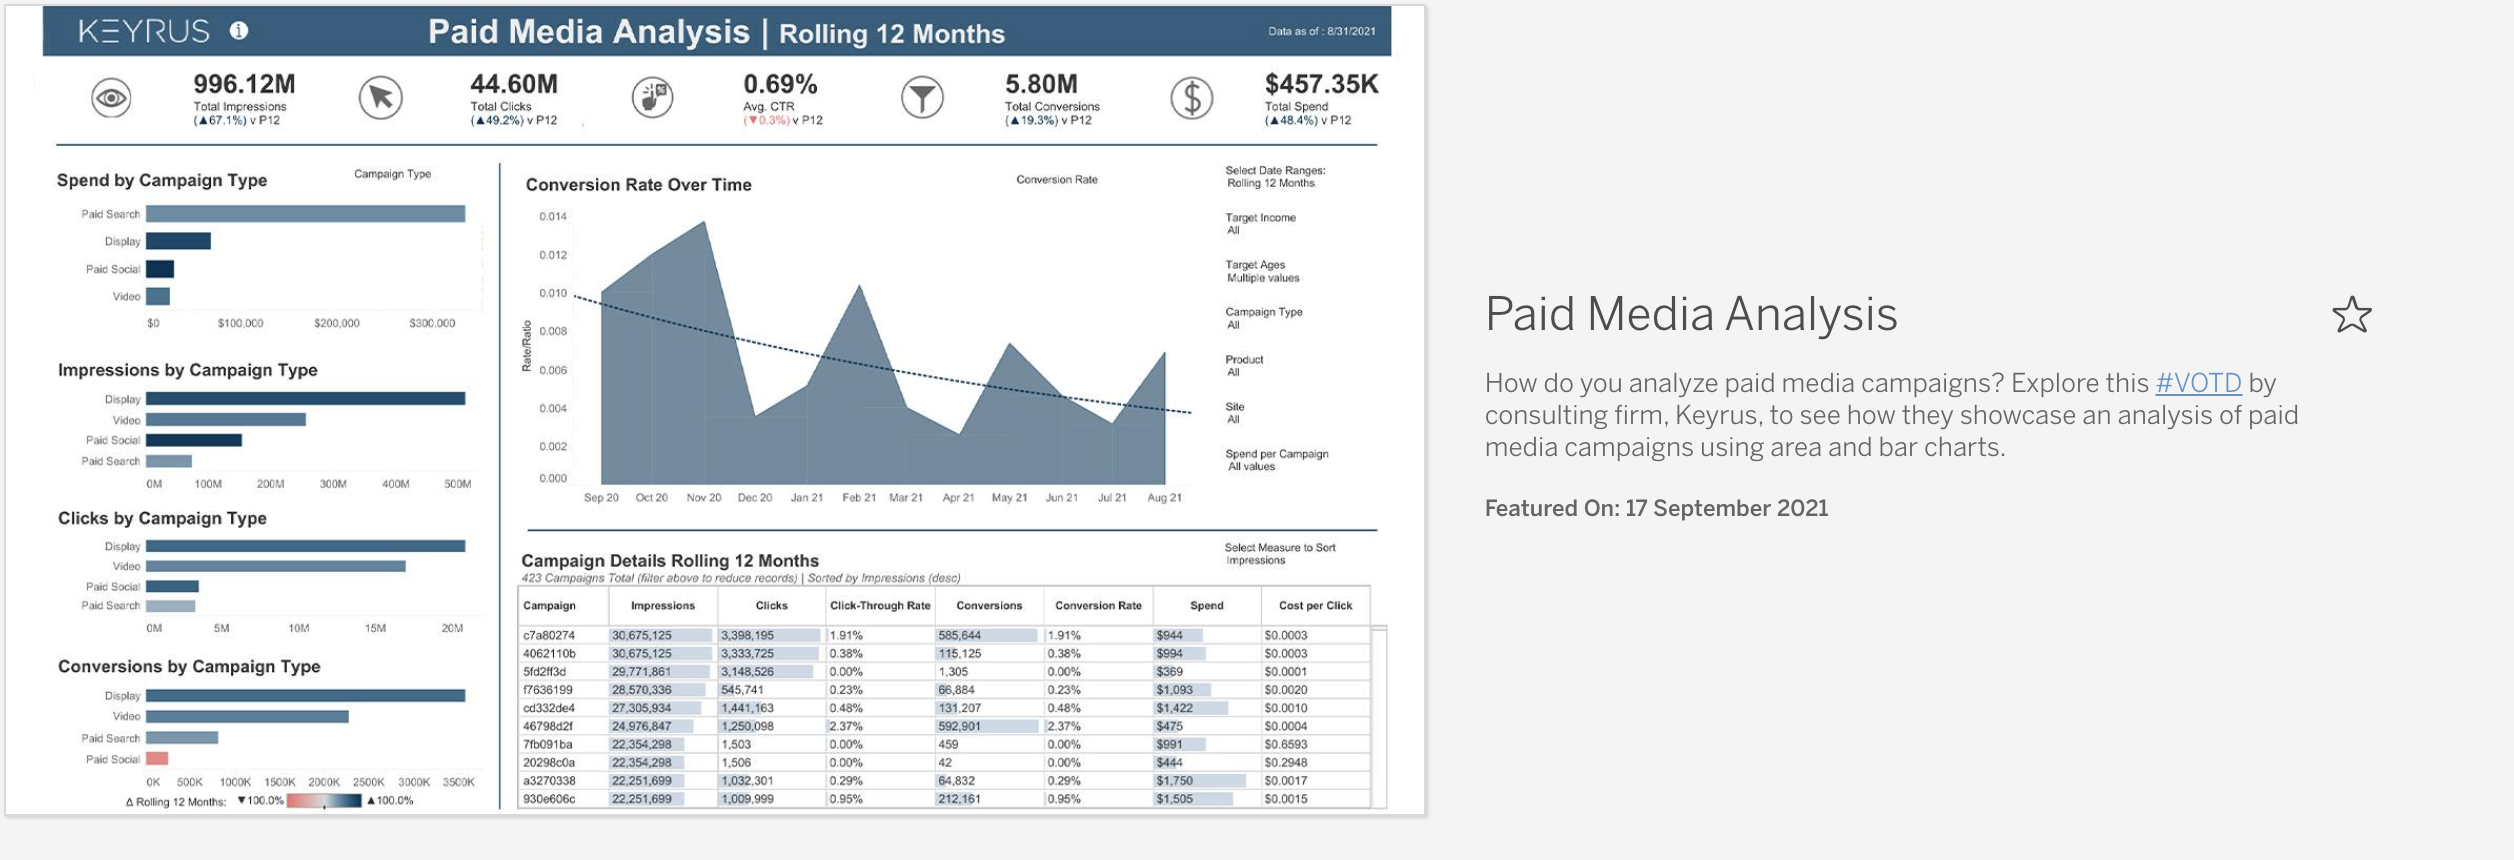 KEYRUS i
Paid Media Analysis | Rolling 12 Months
Data as of : 8/31/2021
996.12M
Total Impressions
(▲67.1%) v P12
44.60M
Total Clicks
(▲49.2%) v P12
0.69%
Avg. CTR
(▼0.3%) v P12
5.80M
Total Conversions
(▲19.3%) v P12
$457.35K
Total Spend
(▲48.4%) v P12
Spend by Campaign Type
Campaign Type
Paid Search
Display
Paid Social
Video
$0 $100,000 $200,000 $300,000
Impressions by Campaign Type
Display
Video
Paid Social
Paid Search
0M 100M 200M 300M 400M 500M
Clicks by Campaign Type
Display
Video
Paid Social
Paid Search
0M 5M 10M 15M 20M
Conversions by Campaign Type
Display
Video
Paid Search
Paid Social
0K 500K 1000K 1500K 2000K 2500K 3000K 3500K
Δ Rolling 12 Months: ▼100.0% ▲100.0%
Conversion Rate Over Time
Conversion Rate
Rate/Ratio
0.014
0.012
0.010
0.008
0.006
0.004
0.002
0.000
Sep 20 Oct 20 Nov 20 Dec 20 Jan 21 Feb 21 Mar 21 Apr 21 May 21 Jun 21 Jul 21 Aug 21
Select Date Ranges:
Rolling 12 Months
Target Income
All
Target Ages
Multiple values
Campaign Type
All
Product
All
Site
All
Spend per Campaign
All values
Campaign Details Rolling 12 Months
423 Campaigns Total (filter above to reduce records) | Sorted by Impressions (desc)
Select Measure to Sort
Impressions
Campaign Impressions Clicks Click-Through Rate Conversions Conversion Rate Spend Cost per Click
c7a80274 30,675,125 3,398,195 1.91% 585,644 1.91% $944 $0.0003
4062110b 30,675,125 3,333,725 0.38% 115,125 0.38% $994 $0.0003
5fd2ff3d 29,771,861 3,148,526 0.00% 1,305 0.00% $369 $0.0001
f7636199 28,570,336 545,741 0.23% 66,884 0.23% $1,093 $0.0020
cd332de4 27,305,934 1,441,163 0.48% 131,207 0.48% $1,422 $0.0010
46798d2f 24,976,847 1,250,098 2.37% 592,901 2.37% $475 $0.0004
7fb091ba 22,354,298 1,503 0.00% 459 0.00% $991 $0.6593
20298c0a 22,354,298 1,506 0.00% 42 0.00% $444 $0.2948
a3270338 22,251,699 1,032,301 0.29% 64,832 0.29% $1,750 $0.0017
930e606c 22,251,699 1,009,999 0.95% 212,161 0.95% $1,505 $0.0015
Paid Media Analysis
How do you analyze paid media campaigns? Explore this #VOTD by
consulting firm, Keyrus, to see how they showcase an analysis of paid
media campaigns using area and bar charts.
Featured On: 17 September 2021